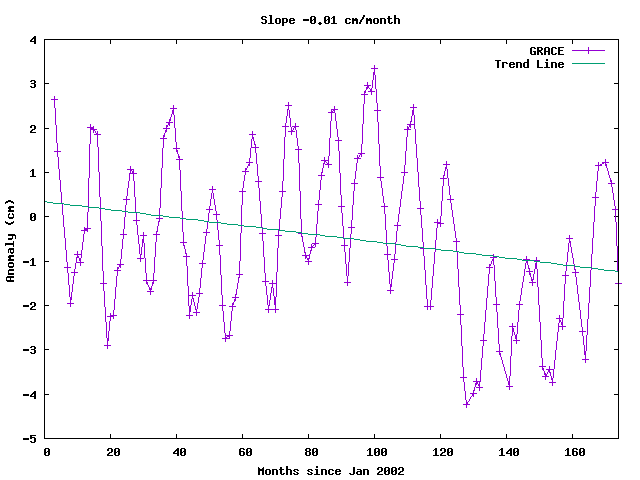 Slope -0.01 cm/month
GRACE
Trend Line
4
3
2
1
0
-1
-2
-3
-4
-5
Anomaly (cm)
0 20 40 60 80 100 120 140 160
Months since Jan 2002